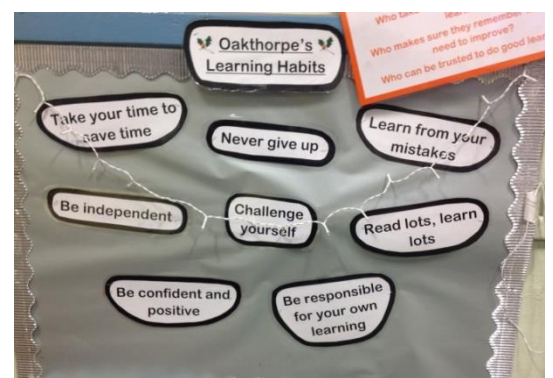 Oakthorpe's
Learning Habits
Who makes sure they remember
need to improve?
Who can be trusted to do good
Take your time to
save time
Never give up
Learn from your
mistakes
Be independent
Challenge
yourself
Read lots, learn
lots
Be confident and
positive
Be responsible
for your own
learning